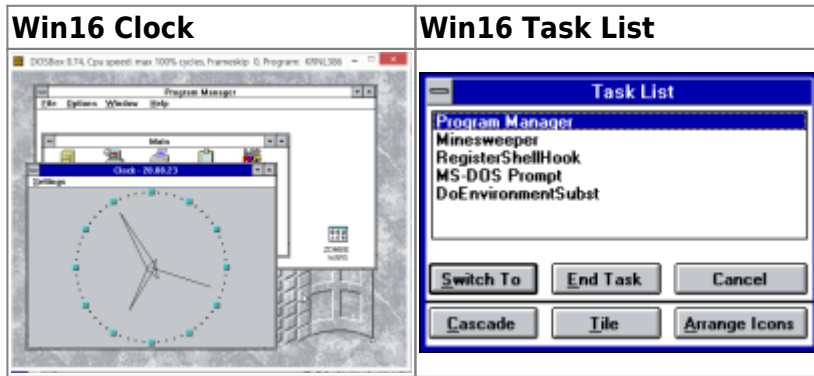 Win16 Clock
Win16 Task List
DOSBox 0.74, Cpu speed: max 100% cycles, Frameskip 0, Program: KRNL386
Program Manager
File Options Window Help
Main
Clock - 20.08.23
Settings
Task List
Program Manager
Minesweeper
RegisterShellHook
MS-DOS Prompt
DoEnvironmentSubst
Switch To
End Task
Cancel
Cascade
Tile
Arrange Icons